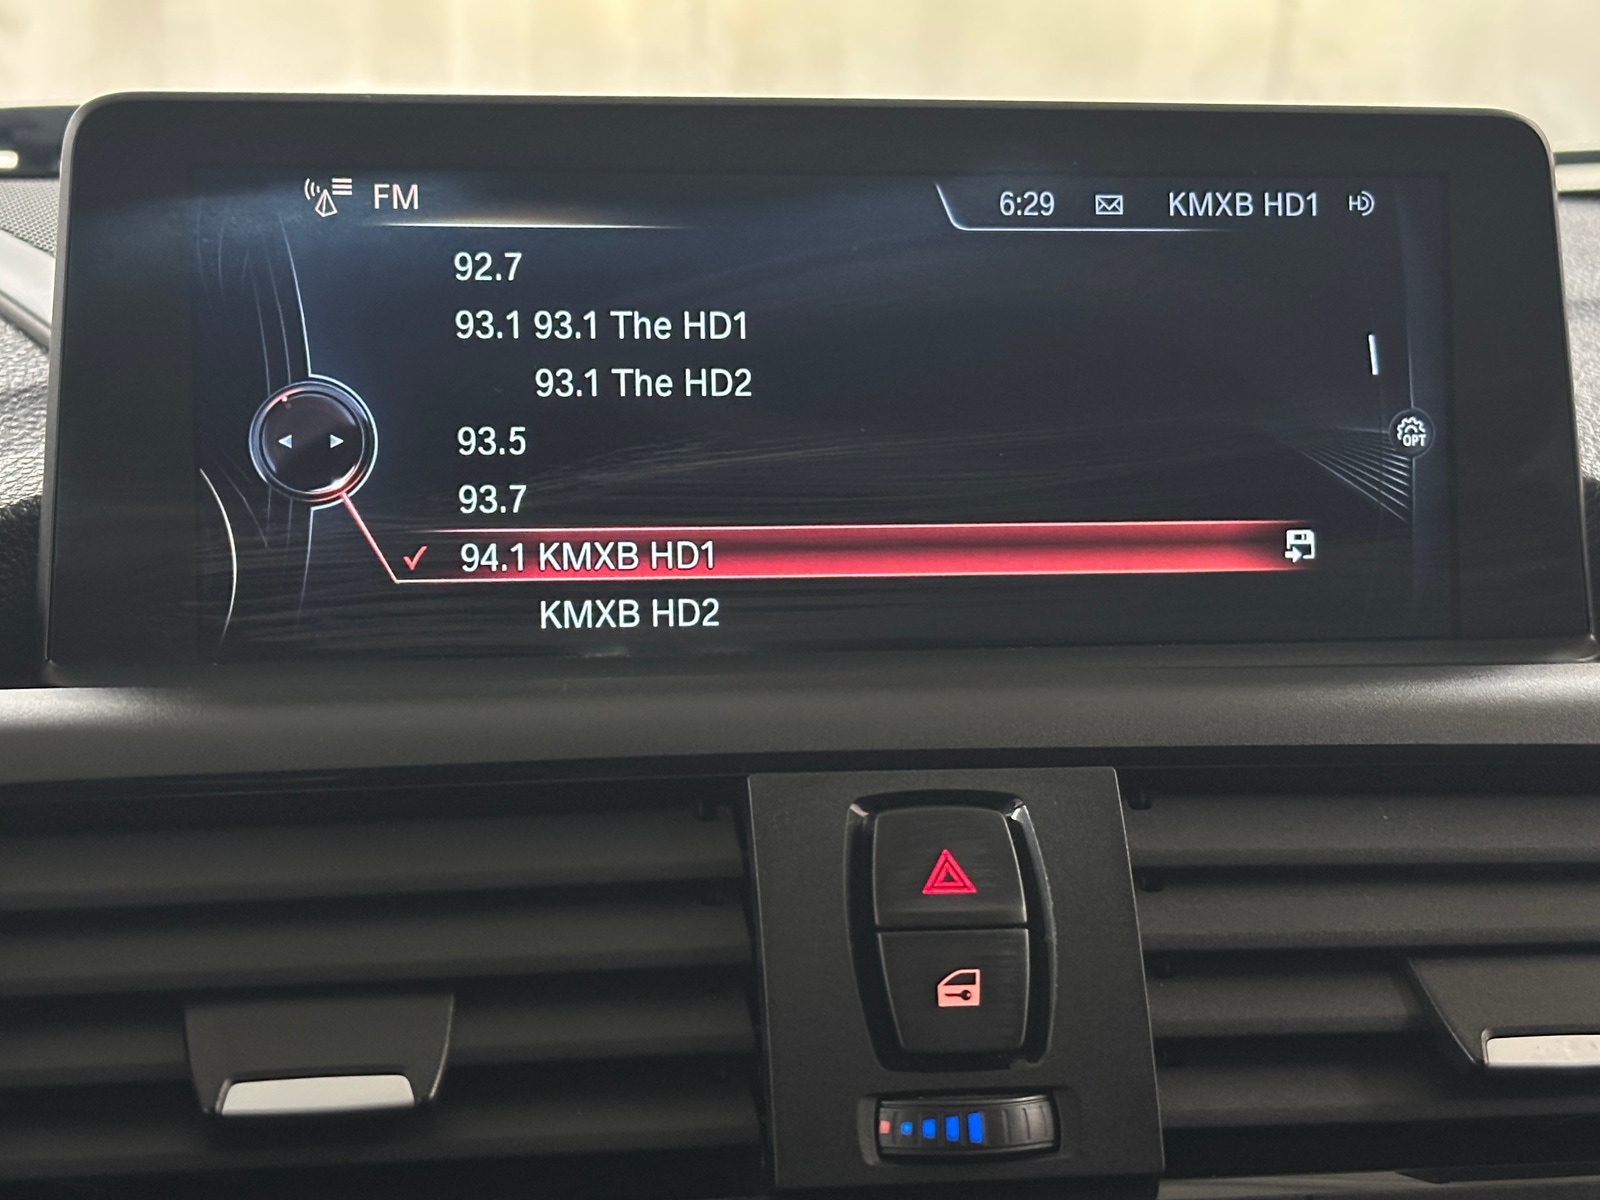 FM
6:29 KMXB HD1 HD
92.7
93.1 93.1 The HD1
93.1 The HD2
93.5
93.7
94.1 KMXB HD1
KMXB HD2
OPT